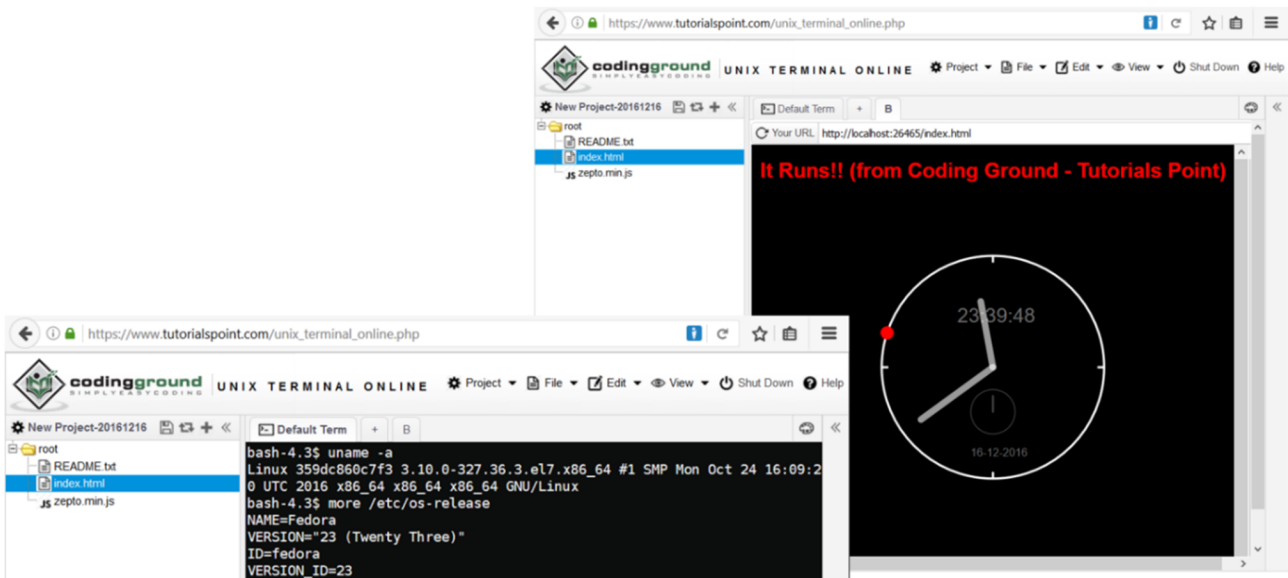 https://www.tutorialspoint.com/unix_terminal_online.php
codingground UNIX TERMINAL ONLINE Project File Edit View Shut Down Help
SIMPLYEASYCODING
New Project-20161216 Default Term + B
root
Your URL http://localhost:26465/index.html
README.txt
index.html
zepto.min.js
JS
It Runs!! (from Coding Ground - Tutorials Point)
23:39:48
16-12-2016
https://www.tutorialspoint.com/unix_terminal_online.php
codingground UNIX TERMINAL ONLINE Project File Edit View Shut Down Help
SIMPLYEASYCODING
New Project-20161216 Default Term + B
root
README.txt
index.html
JS zepto.min.js
bash-4.3$ uname -a
Linux 359dc860c7f3 3.10.0-327.36.3.el7.x86_64 #1 SMP Mon Oct 24 16:09:2
0 UTC 2016 x86_64 x86_64 x86_64 GNU/Linux
bash-4.3$ more /etc/os-release
NAME=Fedora
VERSION="23 (Twenty Three)"
ID=fedora
VERSION_ID=23